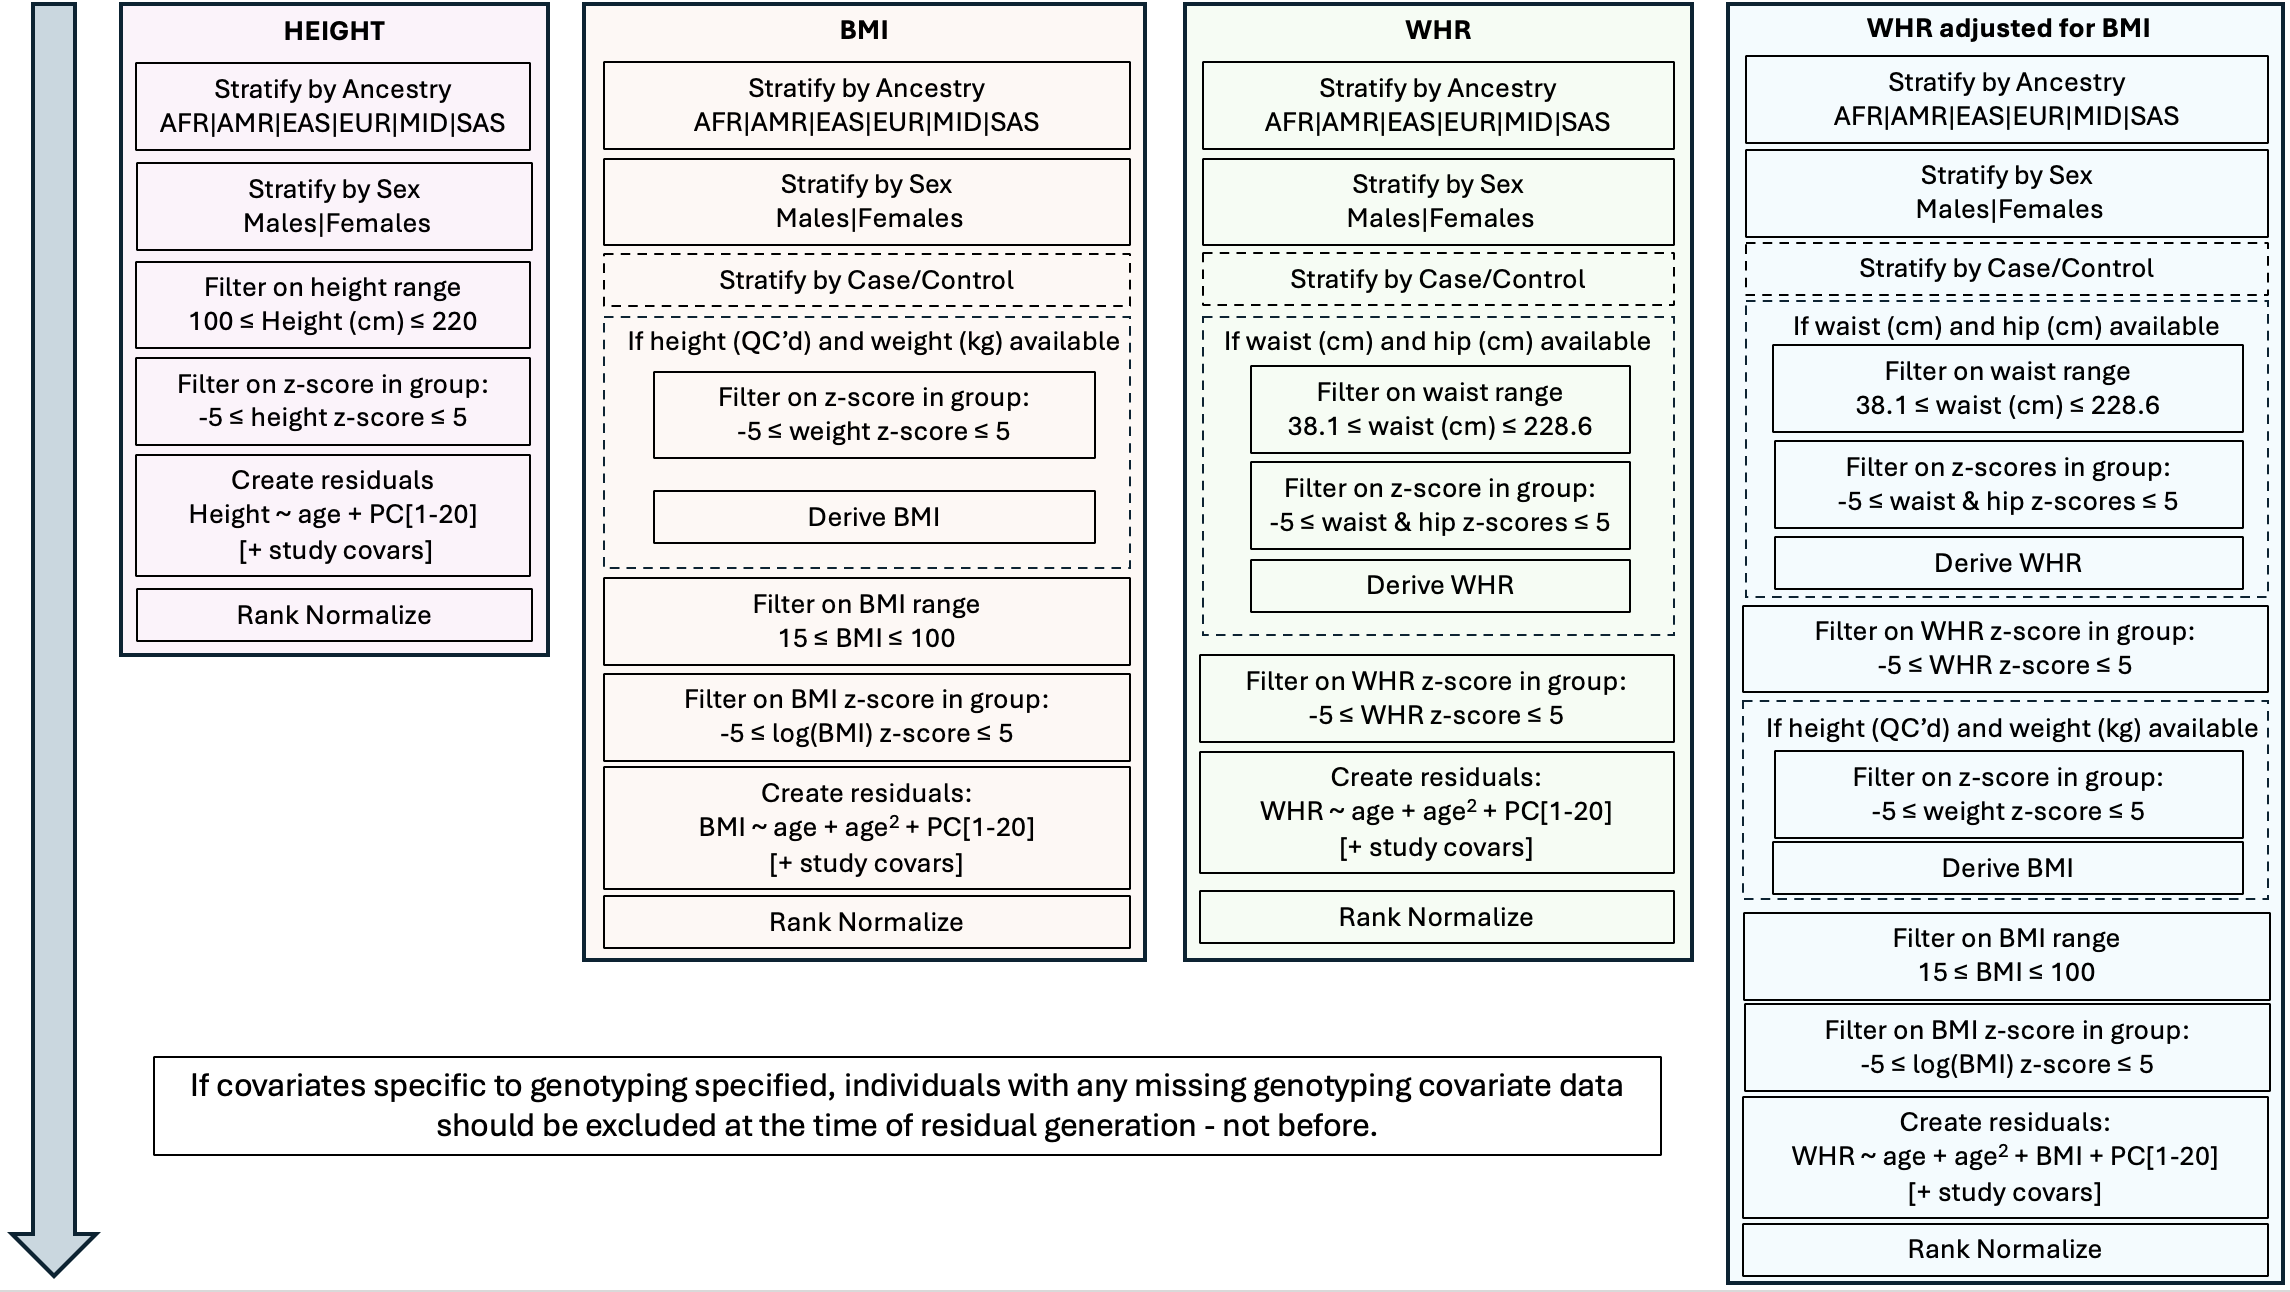 HEIGHT
Stratify by Ancestry
AFR|AMR|EAS|EUR|MID|SAS
Stratify by Sex
Males|Females
Filter on height range
100 ≤ Height (cm) ≤ 220
Filter on z-score in group:
-5 ≤ height z-score ≤ 5
Create residuals
Height ~ age + PC[1-20]
[+ study covars]
Rank Normalize
BMI
Stratify by Ancestry
AFR|AMR|EAS|EUR|MID|SAS
Stratify by Sex
Males|Females
Stratify by Case/Control
If height (QC’d) and weight (kg) available
Filter on z-score in group:
-5 ≤ weight z-score ≤ 5
Derive BMI
Filter on BMI range
15 ≤ BMI ≤ 100
Filter on BMI z-score in group:
-5 ≤ log(BMI) z-score ≤ 5
Create residuals:
BMI ~ age + age² + PC[1-20]
[+ study covars]
Rank Normalize
WHR
Stratify by Ancestry
AFR|AMR|EAS|EUR|MID|SAS
Stratify by Sex
Males|Females
Stratify by Case/Control
If waist (cm) and hip (cm) available
Filter on waist range
38.1 ≤ waist (cm) ≤ 228.6
Filter on z-score in group:
-5 ≤ waist & hip z-scores ≤ 5
Derive WHR
Filter on WHR z-score in group:
-5 ≤ WHR z-score ≤ 5
Create residuals:
WHR ~ age + age² + PC[1-20]
[+ study covars]
Rank Normalize
WHR adjusted for BMI
Stratify by Ancestry
AFR|AMR|EAS|EUR|MID|SAS
Stratify by Sex
Males|Females
Stratify by Case/Control
If waist (cm) and hip (cm) available
Filter on waist range
38.1 ≤ waist (cm) ≤ 228.6
Filter on z-scores in group:
-5 ≤ waist & hip z-scores ≤ 5
Derive WHR
Filter on WHR z-score in group:
-5 ≤ WHR z-score ≤ 5
If height (QC’d) and weight (kg) available
Filter on z-score in group:
-5 ≤ weight z-score ≤ 5
Derive BMI
Filter on BMI range
15 ≤ BMI ≤ 100
Filter on BMI z-score in group:
-5 ≤ log(BMI) z-score ≤ 5
Create residuals:
WHR ~ age + age² + BMI + PC[1-20]
[+ study covars]
Rank Normalize
If covariates specific to genotyping specified, individuals with any missing genotyping covariate data
should be excluded at the time of residual generation - not before.